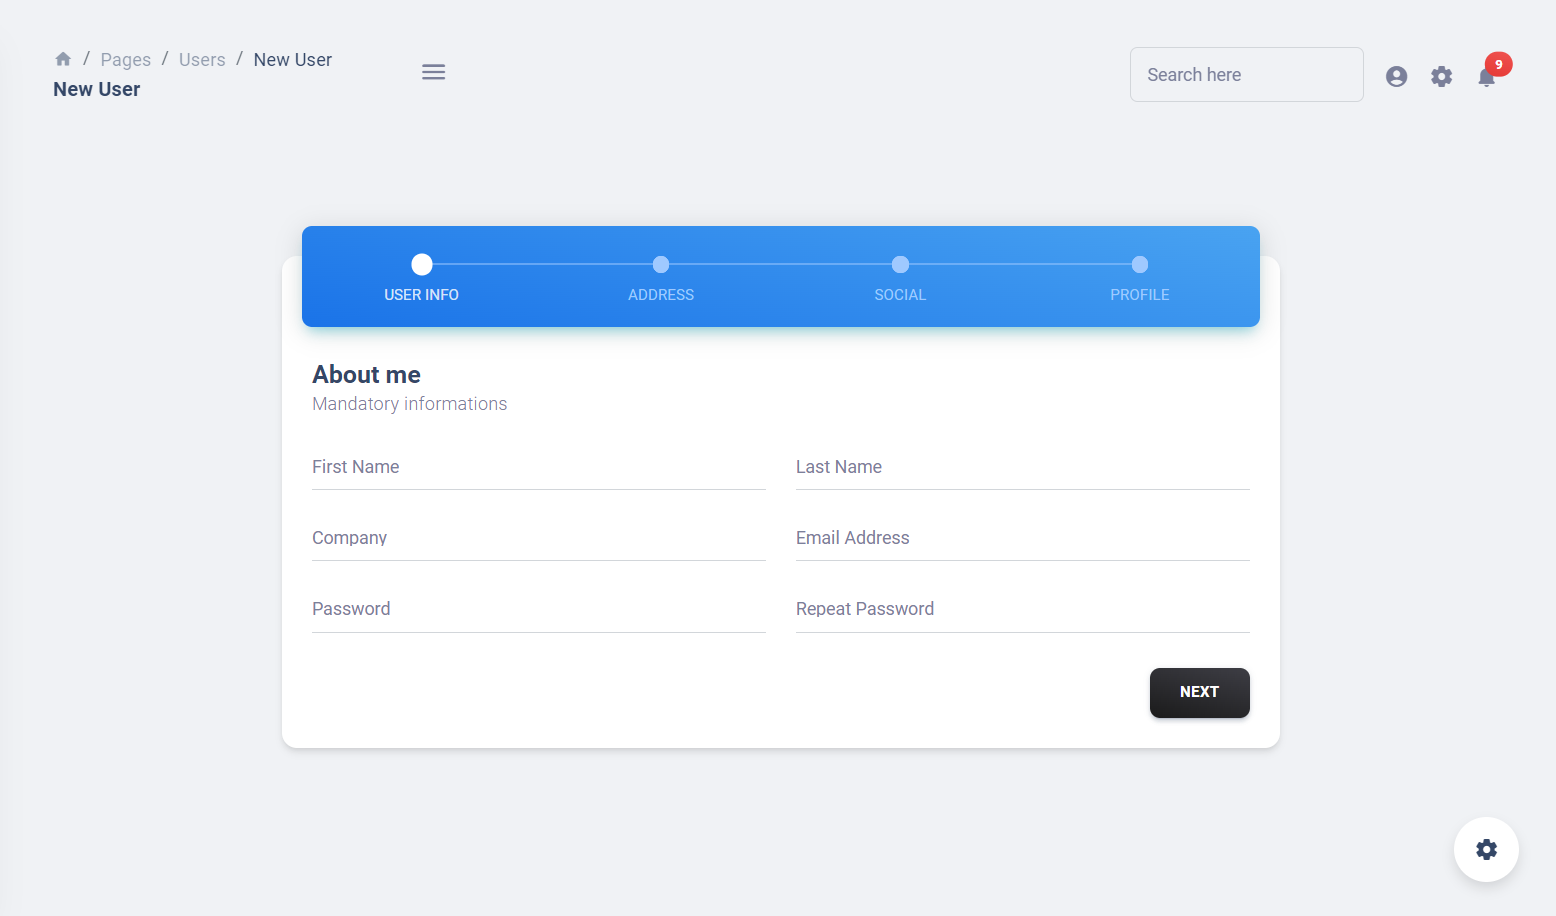 / Pages / Users / New User
New User
Search here
9
USER INFO
ADDRESS
SOCIAL
PROFILE
About me
Mandatory informations
First Name
Last Name
Company
Email Address
Password
Repeat Password
NEXT